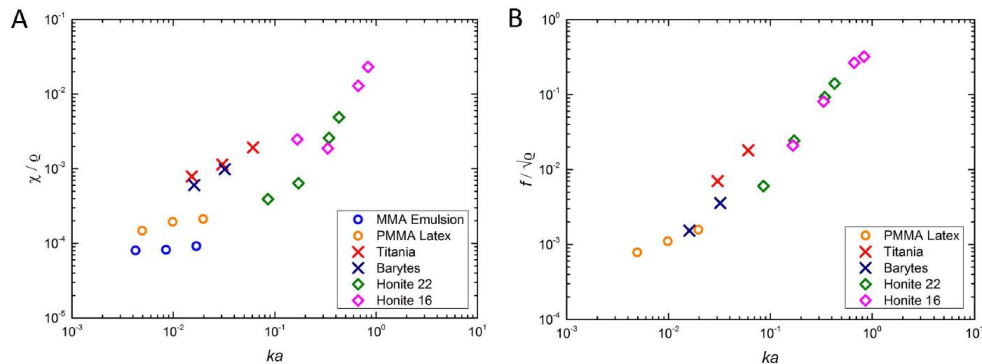 A
10⁰
10⁻¹
10⁻²
10⁻³
10⁻⁴
10⁻⁵
χ / ϱ
MMA Emulsion
PMMA Latex
Titania
Barytes
Honite 22
Honite 16
10⁻³
10⁻²
10⁻¹
10⁰
10¹
ka
B
10⁰
10⁻¹
10⁻²
10⁻³
10⁻⁴
f / √ϱ
PMMA Latex
Titania
Barytes
Honite 22
Honite 16
10⁻³
10⁻²
10⁻¹
10⁰
10¹
ka